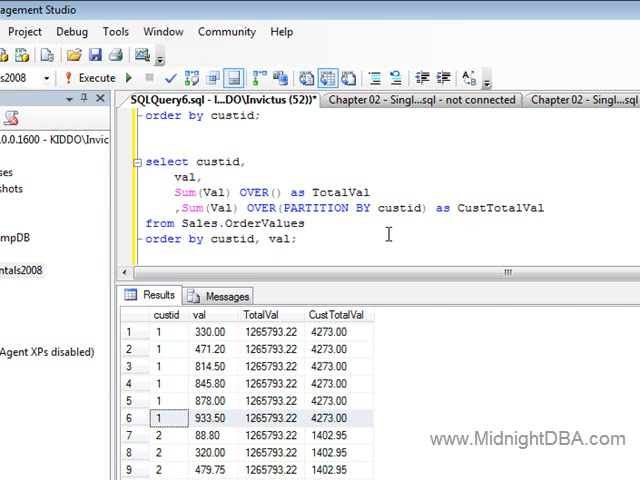 agement Studio
Project Debug Tools Window Community Help
s2008 Execute
SQLQuery6.sql - l...DO\Invictus (52))* Chapter 02 - Singl...sql - not connected Chapter 02 - Singl...sql
0.0.1600 - KIDDO\Invic
ses
shots
mpDB
entals2008
Agent XPs disabled)
order by custid;
select custid,
val,
Sum(Val) OVER() as TotalVal
,Sum(Val) OVER(PARTITION BY custid) as CustTotalVal
from Sales.OrderValues
order by custid, val;
Results Messages
custid val TotalVal CustTotalVal
1 1 330.00 1265793.22 4273.00
2 1 471.20 1265793.22 4273.00
3 1 814.50 1265793.22 4273.00
4 1 845.80 1265793.22 4273.00
5 1 878.00 1265793.22 4273.00
6 1 933.50 1265793.22 4273.00
7 2 88.80 1265793.22 1402.95
8 2 320.00 1265793.22 1402.95
9 2 479.75 1265793.22 1402.95
www.MidnightDBA.com